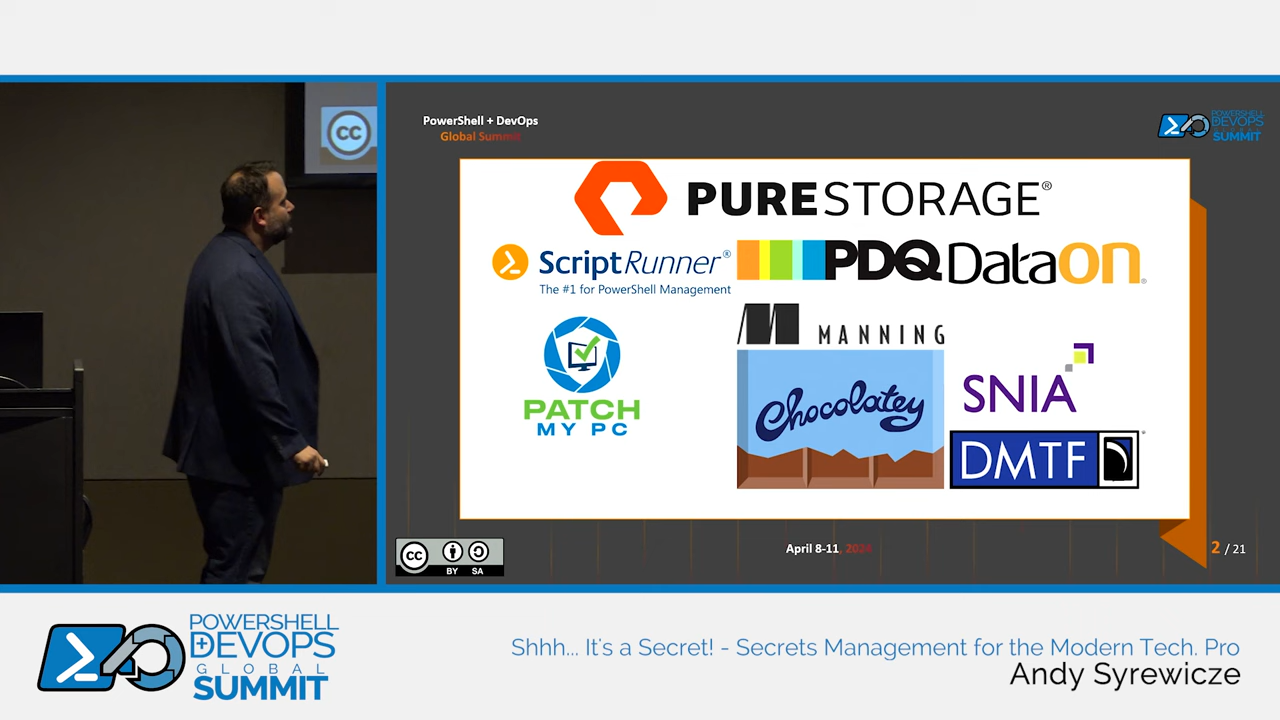 CC
PowerShell + DevOps
Global Summit
POWERSHELL
DEVOPS
SUMMIT
PURESTORAGE®
ScriptRunner®
The #1 for PowerShell Management
PDQ
DataON®
MANNING
PATCH
MY PC
Chocolatey
SNIA
DMTF®
CC
BY SA
April 8-11, 2024
2 / 21
POWERSHELL
+DEVOPS
GLOBAL
SUMMIT
Shhh... It's a Secret! - Secrets Management for the Modern Tech. Pro
Andy Syrewicze